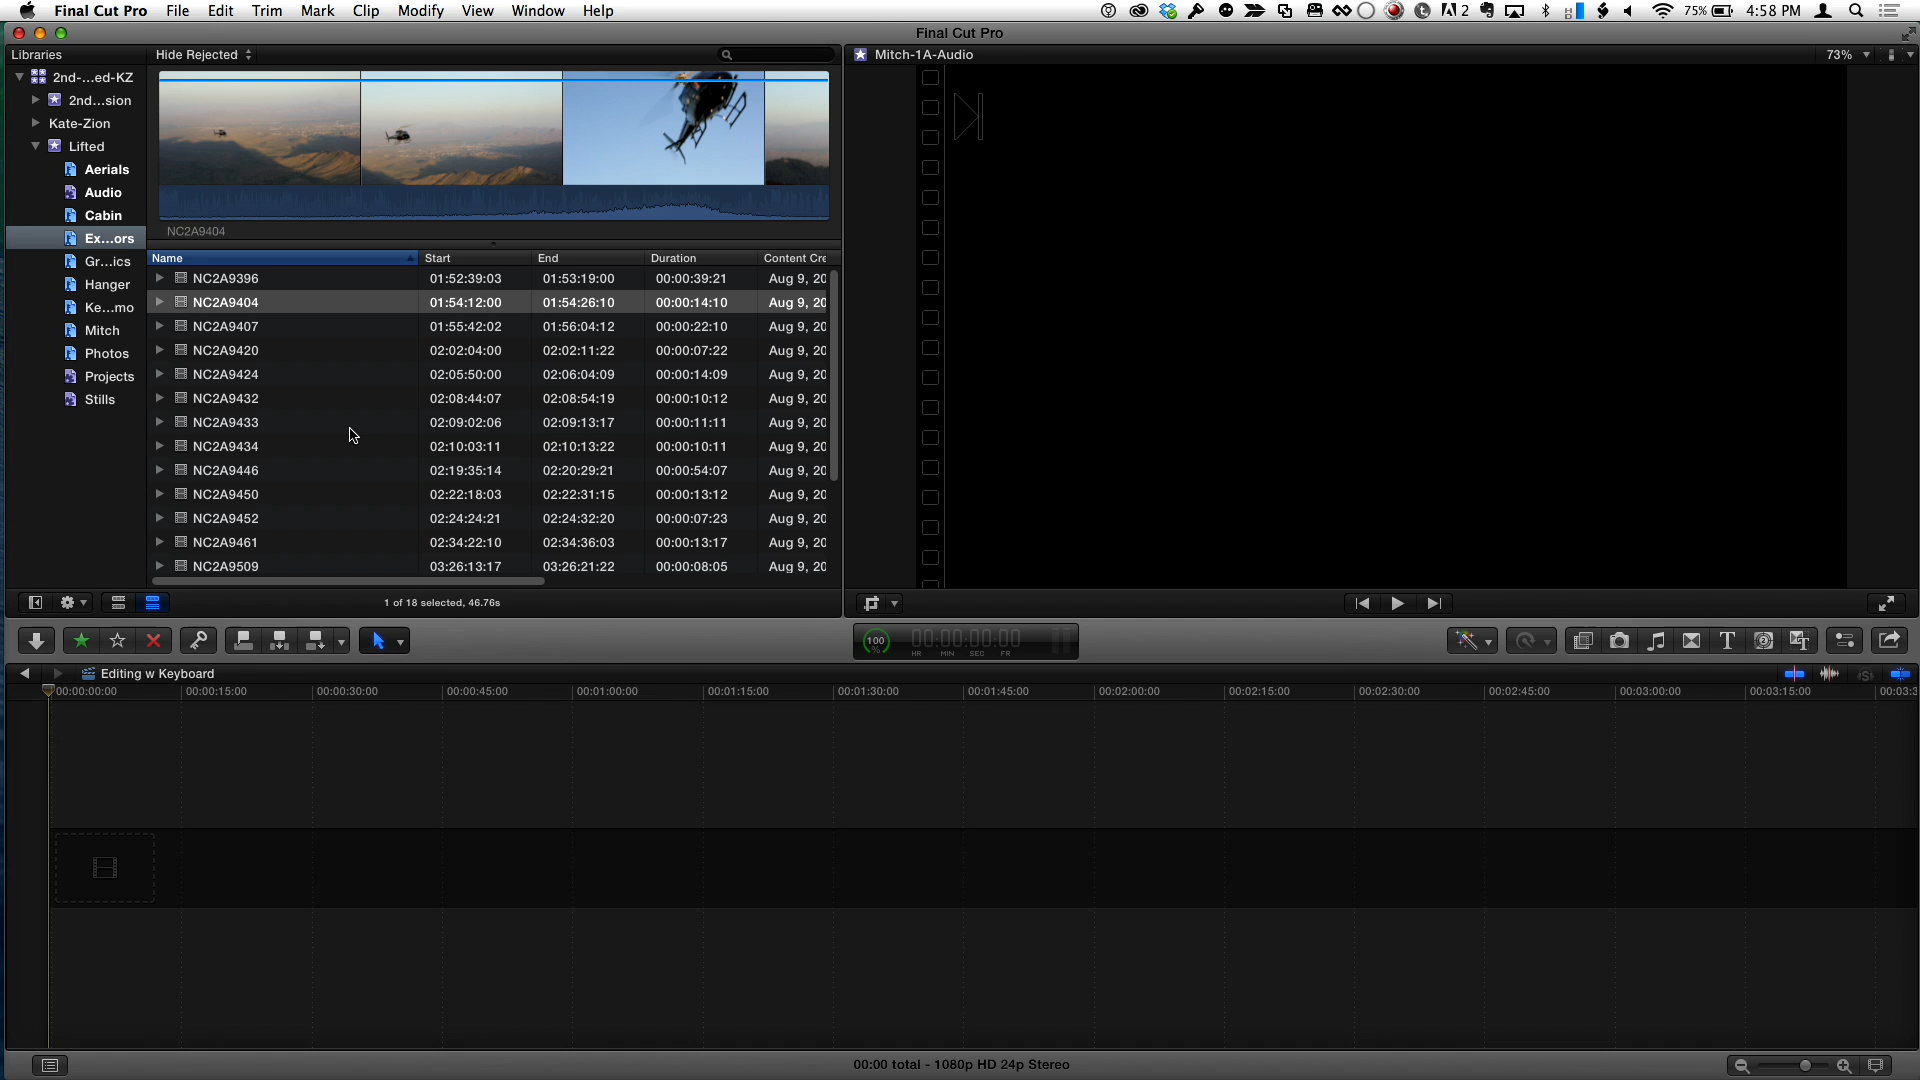 Final Cut Pro File Edit Trim Mark Clip Modify View Window Help 2 75% 4:58 PM
Final Cut Pro
Libraries Hide Rejected Mitch-1A-Audio 73%
2nd-...ed-KZ
2nd...sion
Kate-Zion
Lifted
Aerials
Audio
Cabin
Ex...ors
Gr...ics
Hanger
Ke...mo
Mitch
Photos
Projects
Stills
NC2A9404
Name Start End Duration Content Cre
NC2A9396 01:52:39:03 01:53:19:00 00:00:39:21 Aug 9, 20
NC2A9404 01:54:12:00 01:54:26:10 00:00:14:10 Aug 9, 20
NC2A9407 01:55:42:02 01:56:04:12 00:00:22:10 Aug 9, 20
NC2A9420 02:02:04:00 02:02:11:22 00:00:07:22 Aug 9, 20
NC2A9424 02:05:50:00 02:06:04:09 00:00:14:09 Aug 9, 20
NC2A9432 02:08:44:07 02:08:54:19 00:00:10:12 Aug 9, 20
NC2A9433 02:09:02:06 02:09:13:17 00:00:11:11 Aug 9, 20
NC2A9434 02:10:03:11 02:10:13:22 00:00:10:11 Aug 9, 20
NC2A9446 02:19:35:14 02:20:29:21 00:00:54:07 Aug 9, 20
NC2A9450 02:22:18:03 02:22:31:15 00:00:13:12 Aug 9, 20
NC2A9452 02:24:24:21 02:24:32:20 00:00:07:23 Aug 9, 20
NC2A9461 02:34:22:10 02:34:36:03 00:00:13:17 Aug 9, 20
NC2A9509 03:26:13:17 03:26:21:22 00:00:08:05 Aug 9, 20
1 of 18 selected, 46.76s
100 % 00:00:00:00
HR MIN SEC FR
Editing w Keyboard
00:00:00:00 00:00:15:00 00:00:30:00 00:00:45:00 00:01:00:00 00:01:15:00 00:01:30:00 00:01:45:00 00:02:00:00 00:02:15:00 00:02:30:00 00:02:45:00 00:03:00:00 00:03:15:00 00:03:3
00:00 total - 1080p HD 24p Stereo